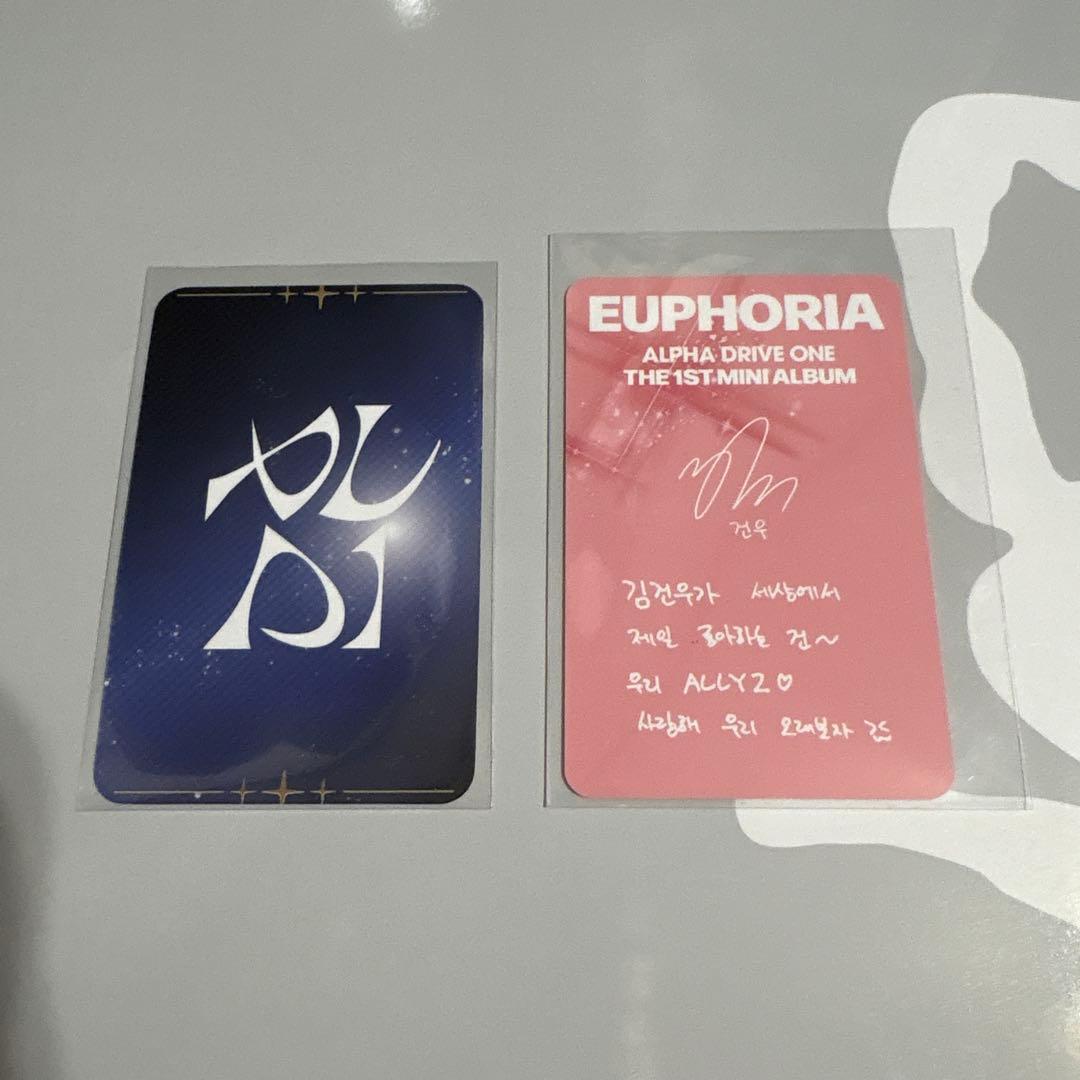 ALD1
EUPHORIA
ALPHA DRIVE ONE
THE 1ST MINI ALBUM
건우
김건우가 세상에서
제일 좋아하는 건~
우리 ALLYZ♡
사랑해 우리 오래보자